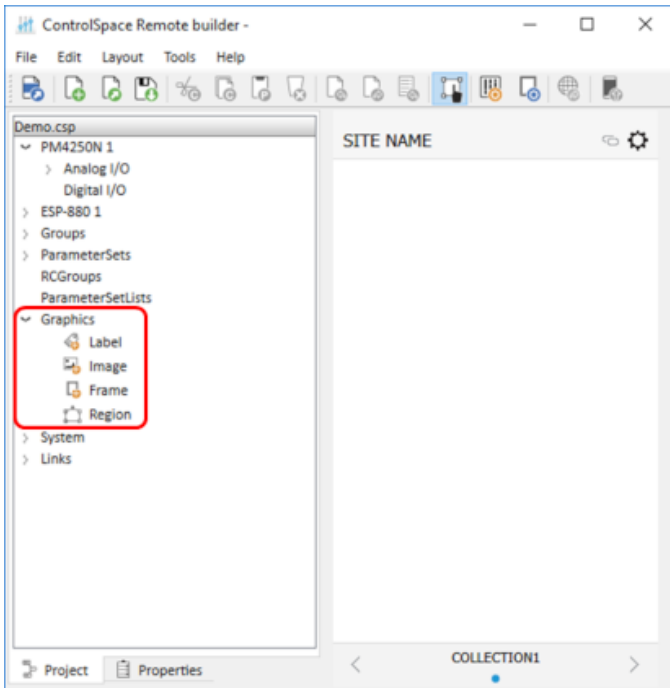 ControlSpace Remote builder -
File Edit Layout Tools Help
Demo.csp
PM4250N 1
Analog I/O
Digital I/O
ESP-880 1
Groups
ParameterSets
RCGroups
ParameterSetLists
Graphics
Label
Image
Frame
Region
System
Links
Project Properties
SITE NAME
COLLECTION1